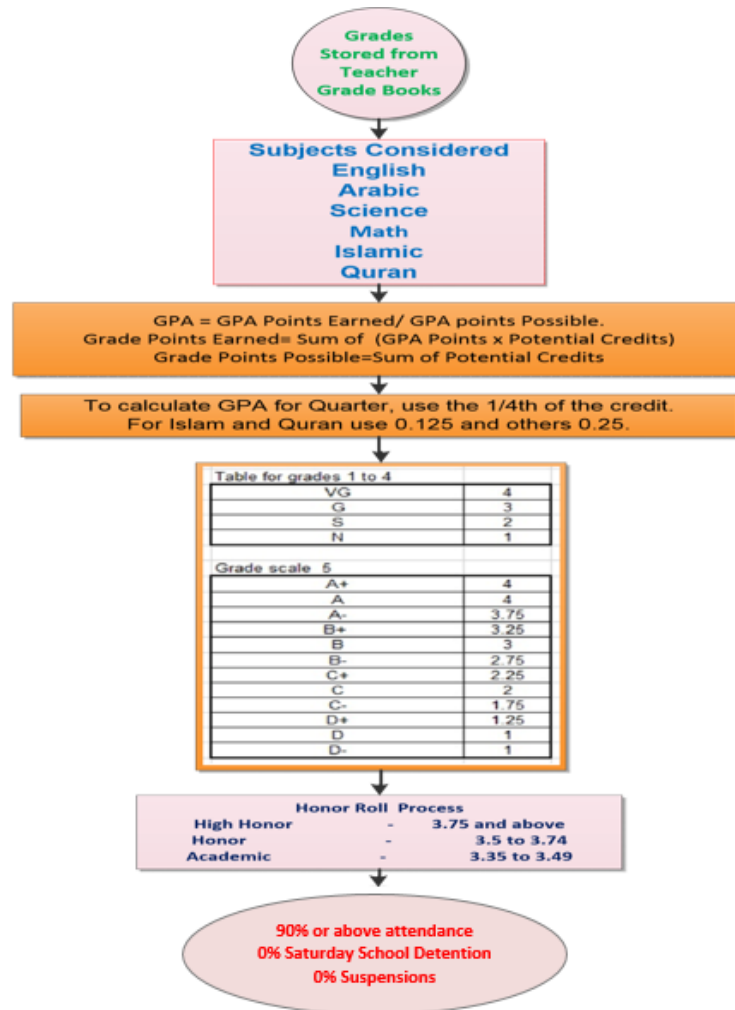 Grades
Stored from
Teacher
Grade Books
Subjects Considered
English
Arabic
Science
Math
Islamic
Quran
GPA = GPA Points Earned/ GPA points Possible.
Grade Points Earned= Sum of (GPA Points x Potential Credits)
Grade Points Possible=Sum of Potential Credits
To calculate GPA for Quarter, use the 1/4th of the credit.
For Islam and Quran use 0.125 and others 0.25.
Table for grades 1 to 4
VG 4
G 3
S 2
N 1
Grade scale 5
A+ 4
A 4
A- 3.75
B+ 3.25
B 3
B- 2.75
C+ 2.25
C 2
C- 1.75
D+ 1.25
D 1
D- 1
Honor Roll Process
High Honor - 3.75 and above
Honor - 3.5 to 3.74
Academic - 3.35 to 3.49
90% or above attendance
0% Saturday School Detention
0% Suspensions